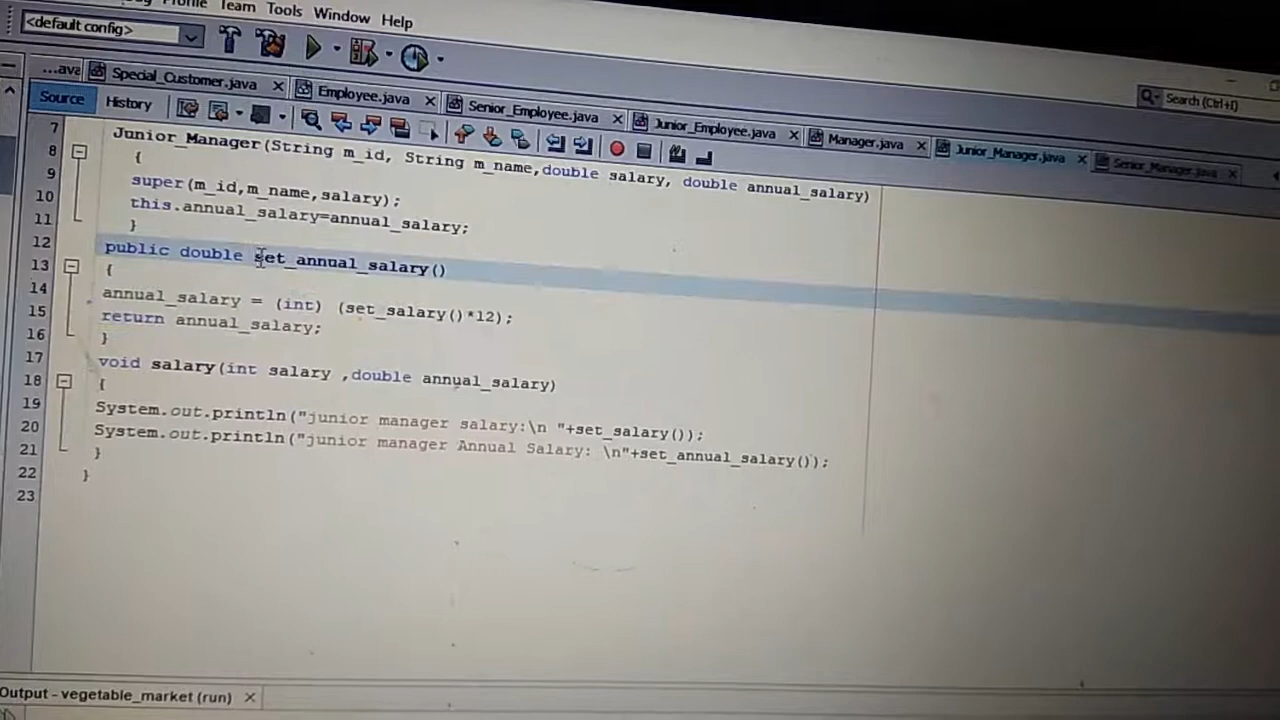 Profile Team Tools Window Help
<default config>
Search (Ctrl+I)
...ava Special_Customer.java Employee.java Senior_Employee.java Junior_Employee.java Manager.java Junior_Manager.java Senior_Manager.java
Source History
7
8 Junior_Manager(String m_id, String m_name,double salary, double annual_salary)
9 {
10 super(m_id,m_name,salary);
11 this.annual_salary=annual_salary;
12 }
13 public double set_annual_salary()
14 {
15 annual_salary = (int) (set_salary()*12);
16 return annual_salary;
17 }
18 void salary(int salary ,double annual_salary)
19 {
20 System.out.println("junior manager salary:\n "+set_salary());
21 System.out.println("junior manager Annual Salary: \n"+set_annual_salary());
22 }
23 }
Output - vegetable_market (run)